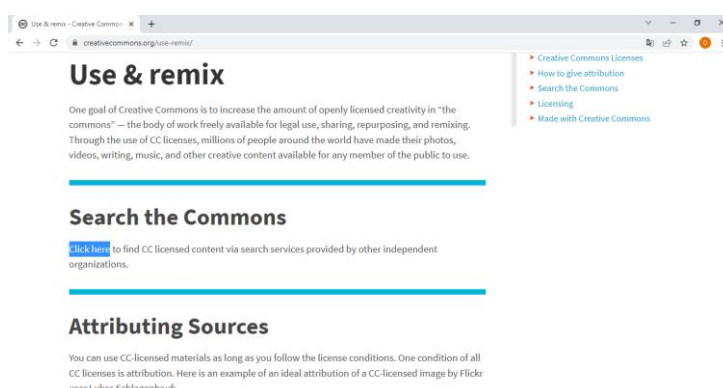 Use & remix - Creative Common
creativecommons.org/use-remix/
Use & remix
One goal of Creative Commons is to increase the amount of openly licensed creativity in “the
commons” — the body of work freely available for legal use, sharing, repurposing, and remixing.
Through the use of CC licenses, millions of people around the world have made their photos,
videos, writing, music, and other creative content available for any member of the public to use.
Creative Commons Licenses
How to give attribution
Search the Commons
Licensing
Made with Creative Commons
Search the Commons
Click here to find CC licensed content via search services provided by other independent
organizations.
Attributing Sources
You can use CC-licensed materials as long as you follow the license conditions. One condition of all
CC licenses is attribution. Here is an example of an ideal attribution of a CC-licensed image by Flickr
user Lukas Schlagenhauf: